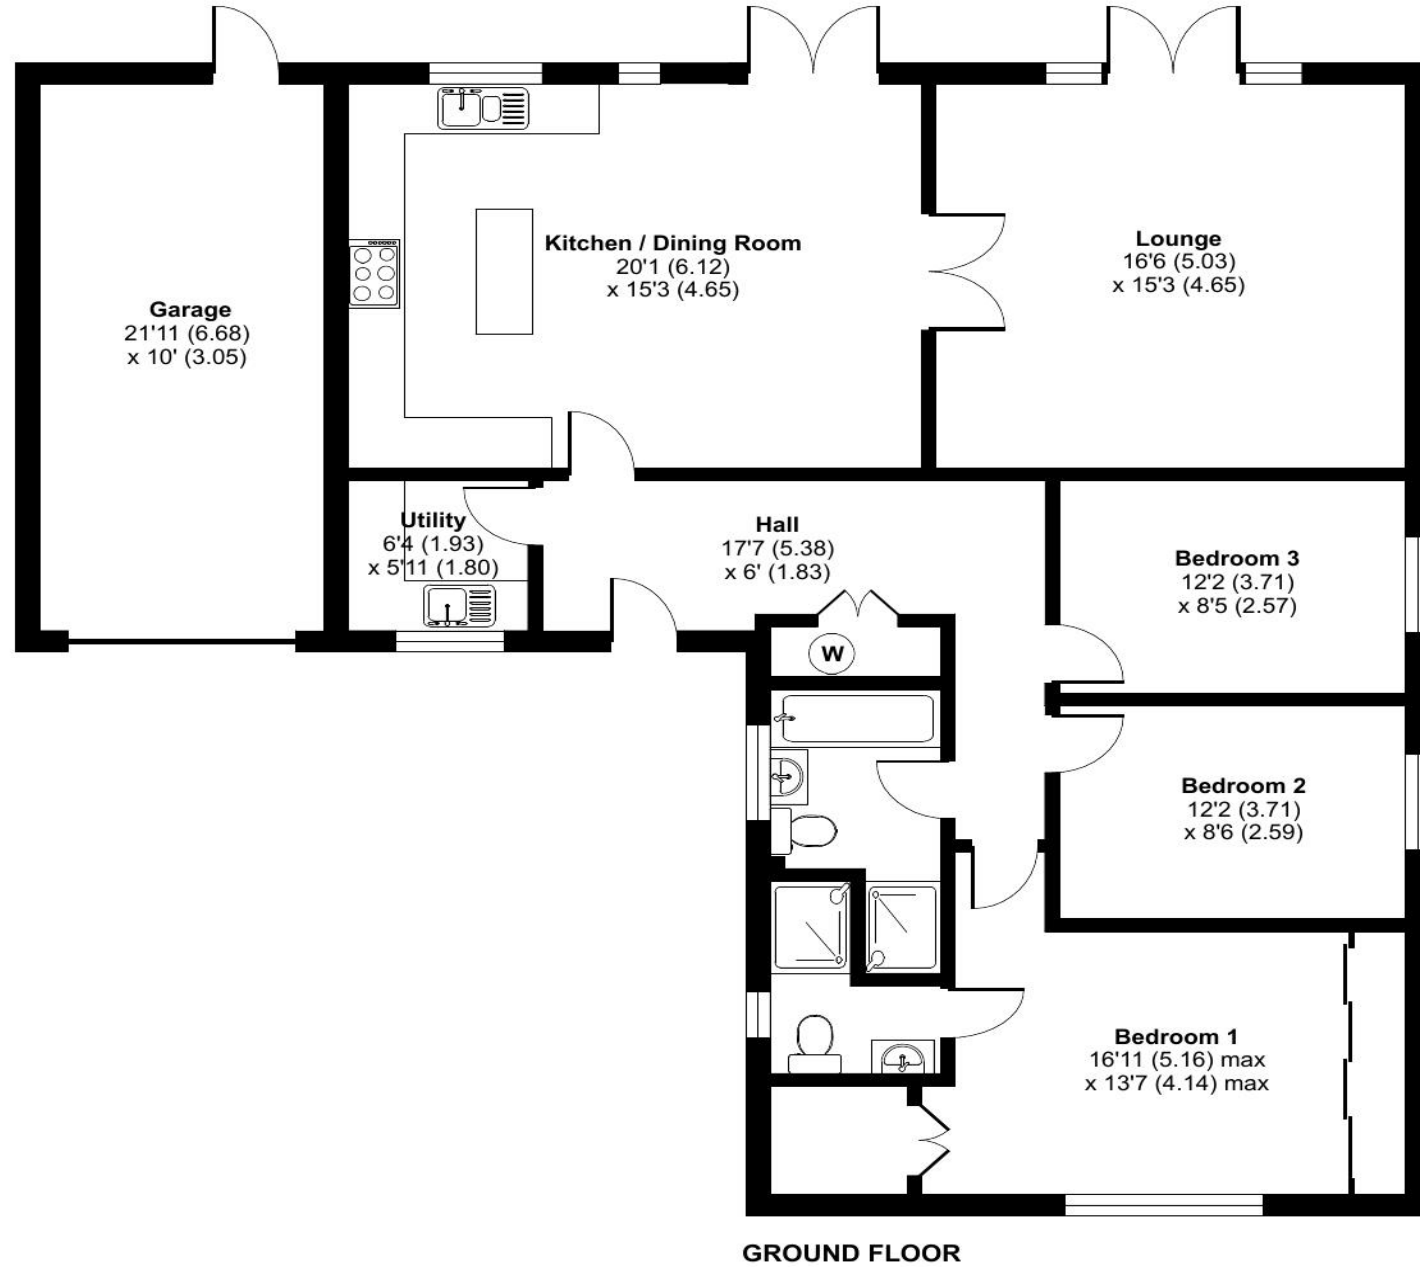 Garage
21'11 (6.68)
x 10' (3.05)
Kitchen / Dining Room
20'1 (6.12)
x 15'3 (4.65)
Lounge
16'6 (5.03)
x 15'3 (4.65)
Utility
6'4 (1.93)
x 5'11 (1.80)
Hall
17'7 (5.38)
x 6' (1.83)
Bedroom 3
12'2 (3.71)
x 8'5 (2.57)
W
Bedroom 2
12'2 (3.71)
x 8'6 (2.59)
Bedroom 1
16'11 (5.16) max
x 13'7 (4.14) max
GROUND FLOOR